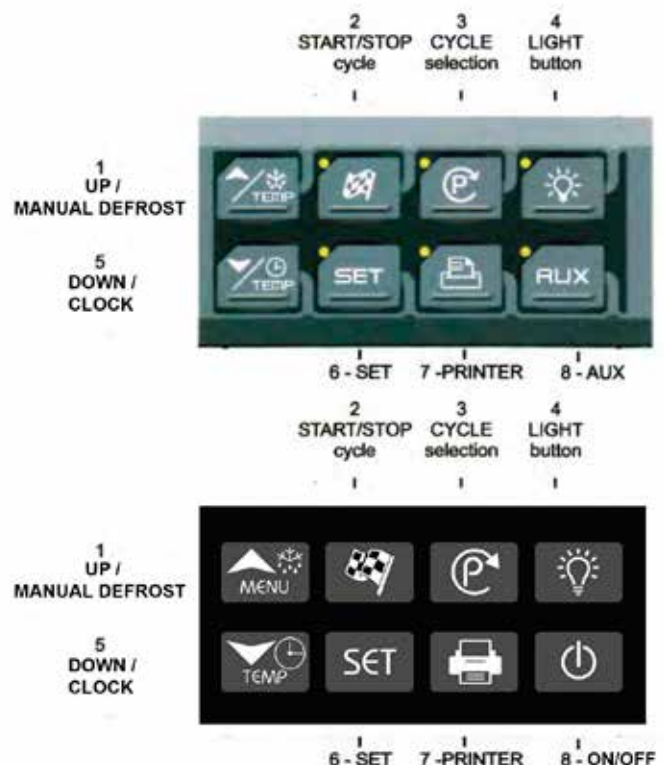 2 3 4
START/STOP CYCLE LIGHT
cycle selection button
1
UP /
MANUAL DEFROST
TEMP P
5
DOWN /
CLOCK
TEMP SET AUX
6 - SET 7 -PRINTER 8 - AUX
2 3 4
START/STOP CYCLE LIGHT
cycle selection button
1
UP /
MANUAL DEFROST
MENU P
5
DOWN /
CLOCK
TEMP SET
6 - SET 7 -PRINTER 8 - ON/OFF